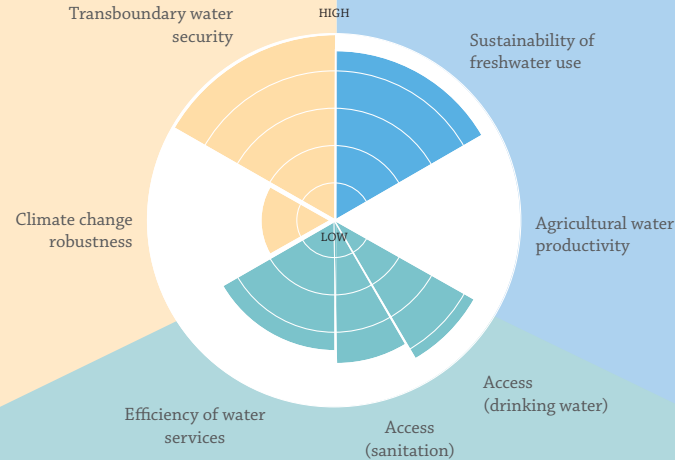 Transboundary water
security
HIGH
Sustainability of
freshwater use
Climate change
robustness
LOW
Agricultural water
productivity
Access
(drinking water)
Efficiency of water
services
Access
(sanitation)